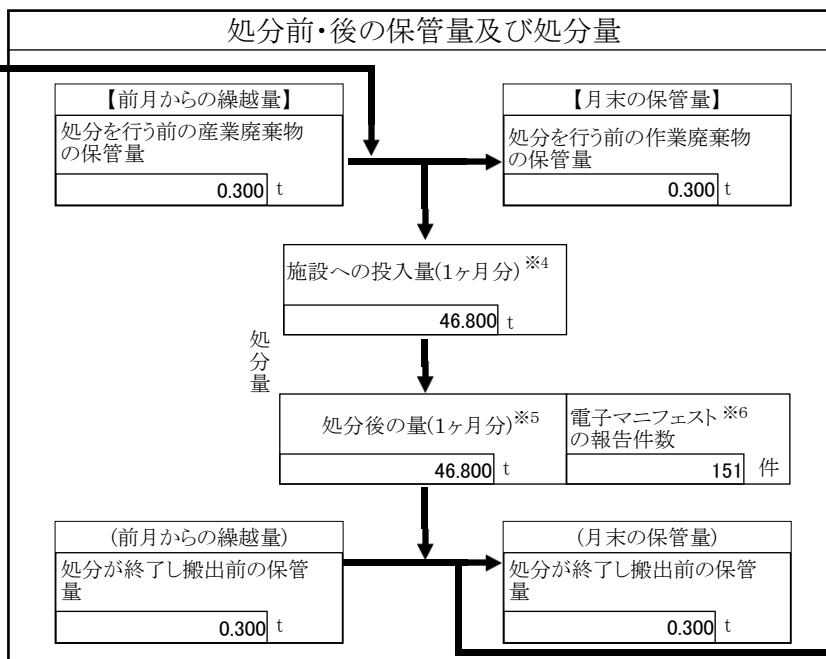 処分前・後の保管量及び処分量
【前月からの繰越量】
処分を行う前の産業廃棄物
の保管量
0.300 t
【月末の保管量】
処分を行う前の作業廃棄物
の保管量
0.300 t
施設への投入量(1ヶ月分)※4
46.800 t
処分量
処分後の量(1ヶ月分)※5
46.800 t
電子マニフェスト※6
の報告件数
151 件
(前月からの繰越量)
処分が終了し搬出前の保管
量
0.300 t
(月末の保管量)
処分が終了し搬出前の保管
量
0.300 t